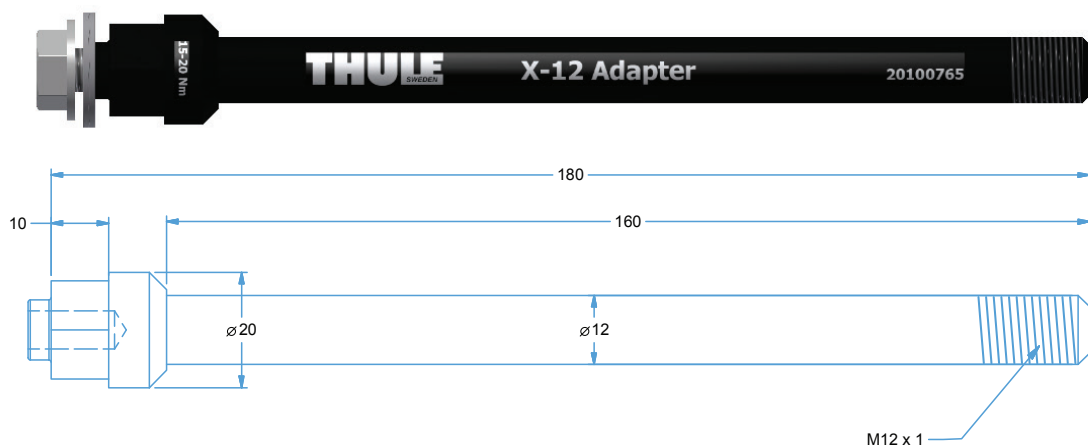 15-20 Nm
THULE
SWEDEN
X-12 Adapter
20100765
180
10
160
⌀20
⌀12
M12 x 1